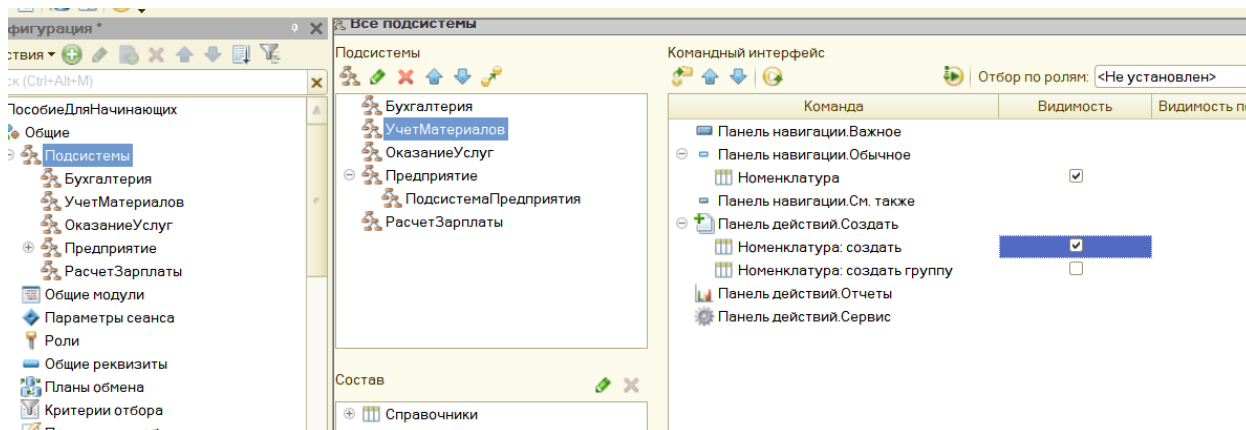 фигурация *
ствия
ск (Ctrl+Alt+M)
ПособиеДляНачинающих
Общие
Подсистемы
Бухгалтерия
УчетМатериалов
ОказаниеУслуг
Предприятие
РасчетЗарплаты
Общие модули
Параметры сеанса
Роли
Общие реквизиты
Планы обмена
Критерии отбора
Все подсистемы
Подсистемы
Бухгалтерия
УчетМатериалов
ОказаниеУслуг
Предприятие
ПодсистемаПредприятия
РасчетЗарплаты
Состав
Справочники
Командный интерфейс
Отбор по ролям: <Не установлен>
Команда Видимость Видимость п
Панель навигации.Важное
Панель навигации.Обычное
Номенклатура
Панель навигации.См. также
Панель действий.Создать
Номенклатура: создать
Номенклатура: создать группу
Панель действий.Отчеты
Панель действий.Сервис